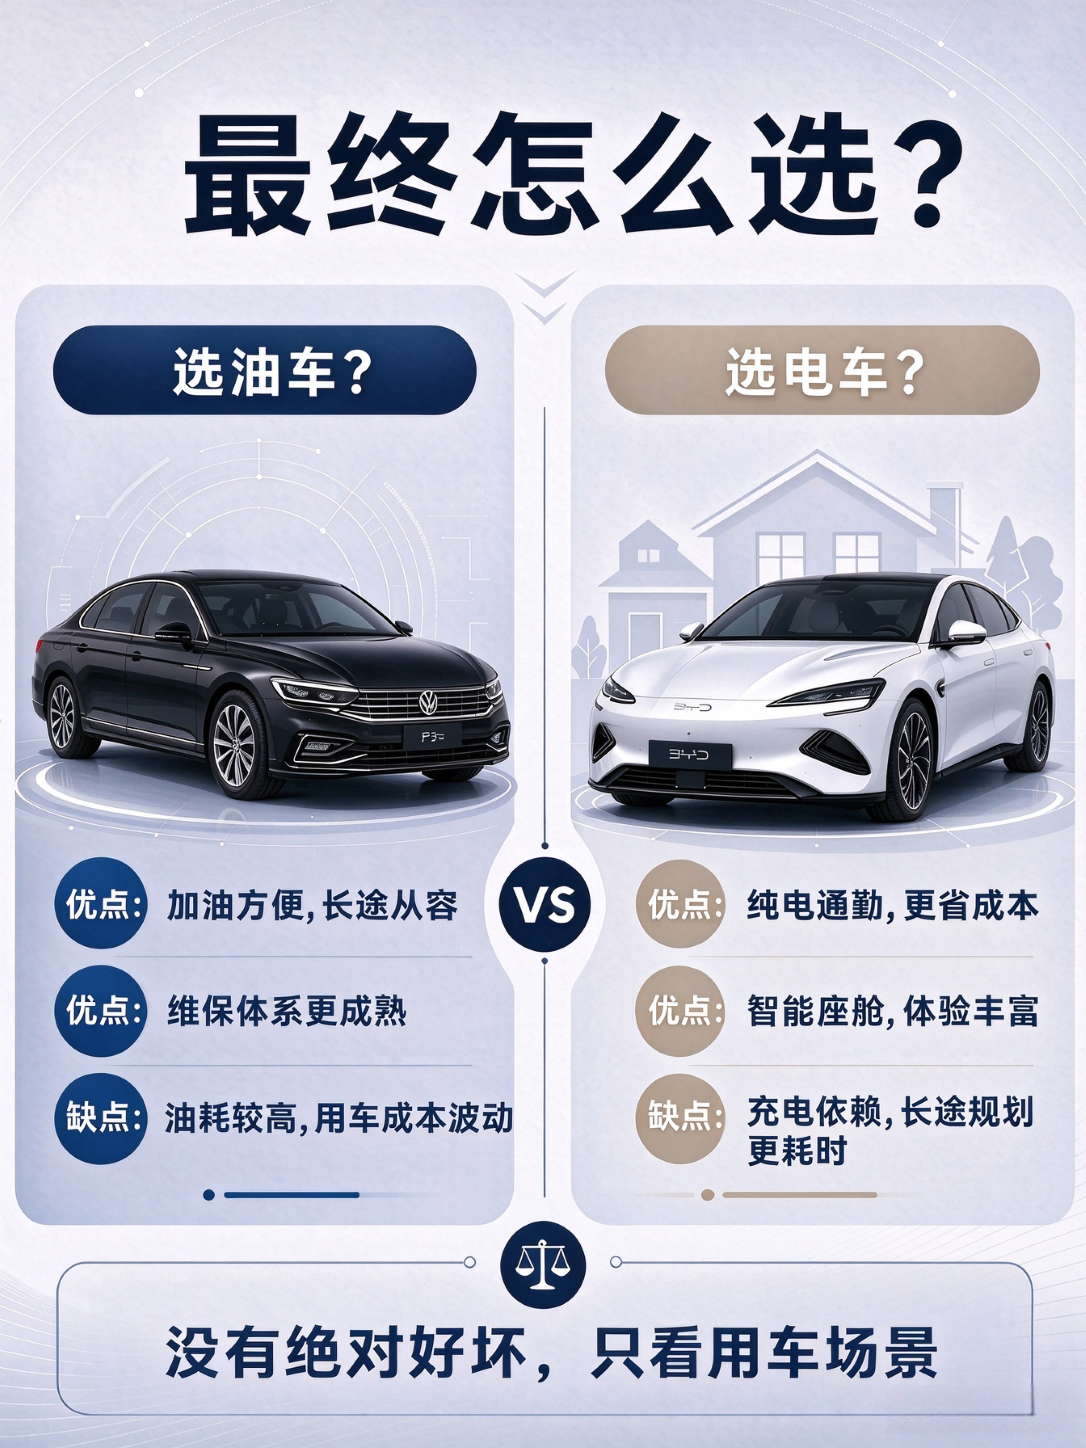 最终怎么选?
选油车?
选电车?
BYD
BYD
优点: 加油方便,长途从容
优点: 维保体系更成熟
缺点: 油耗较高,用车成本波动
VS
优点: 纯电通勤,更省成本
优点: 智能座舱,体验丰富
缺点: 充电依赖,长途规划
更耗时
没有绝对好坏，只看用车场景